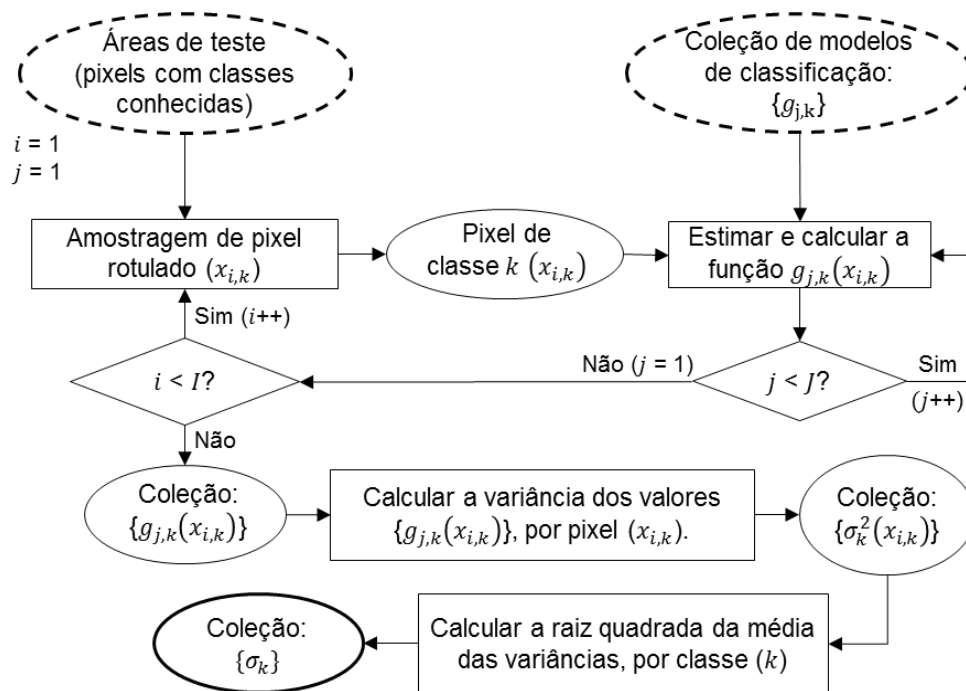 Áreas de teste
(pixels com classes
conhecidas)
Coleção de modelos
de classificação:
{g_{j,k}}
i = 1
j = 1
Amostragem de pixel
rotulado (x_{i,k})
Pixel de
classe k (x_{i,k})
Estimar e calcular a
função g_{j,k}(x_{i,k})
Sim (i++)
i < I?
Não (j = 1)
j < J?
Sim
(j++)
Não
Coleção:
{g_{j,k}(x_{i,k})}
Calcular a variância dos valores
{g_{j,k}(x_{i,k})}, por pixel (x_{i,k}).
Coleção:
{σ_k^2(x_{i,k})}
Coleção:
{σ_k}
Calcular a raiz quadrada da média
das variâncias, por classe (k)